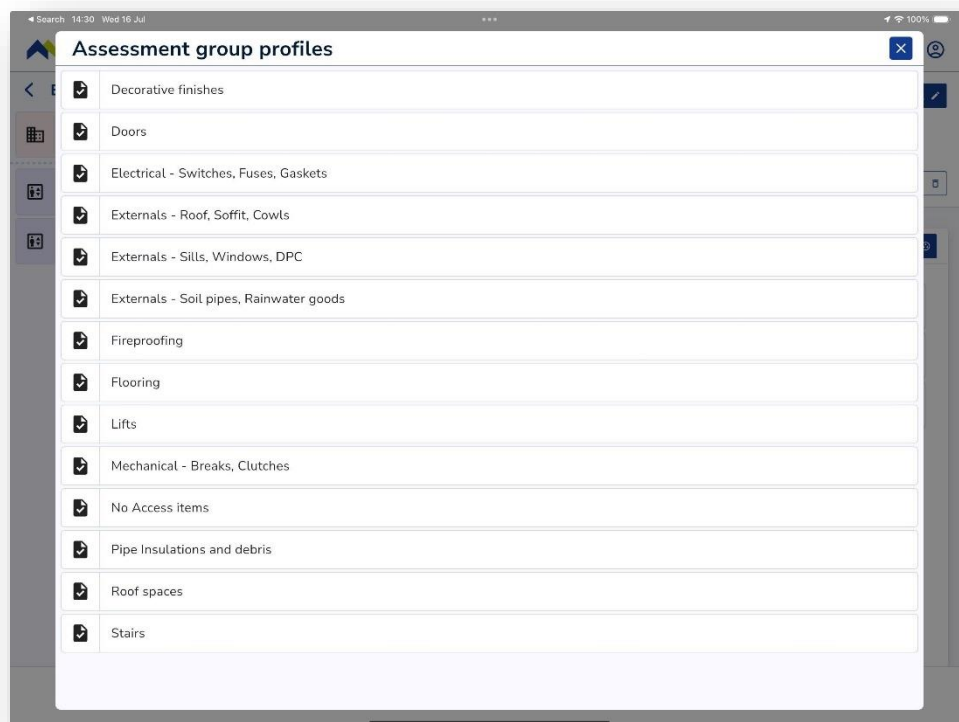 Search 14:30 Wed 16 Jul 100%
Assessment group profiles
Decorative finishes
Doors
Electrical - Switches, Fuses, Gaskets
Externals - Roof, Soffit, Cowls
Externals - Sills, Windows, DPC
Externals - Soil pipes, Rainwater goods
Fireproofing
Flooring
Lifts
Mechanical - Breaks, Clutches
No Access items
Pipe Insulations and debris
Roof spaces
Stairs